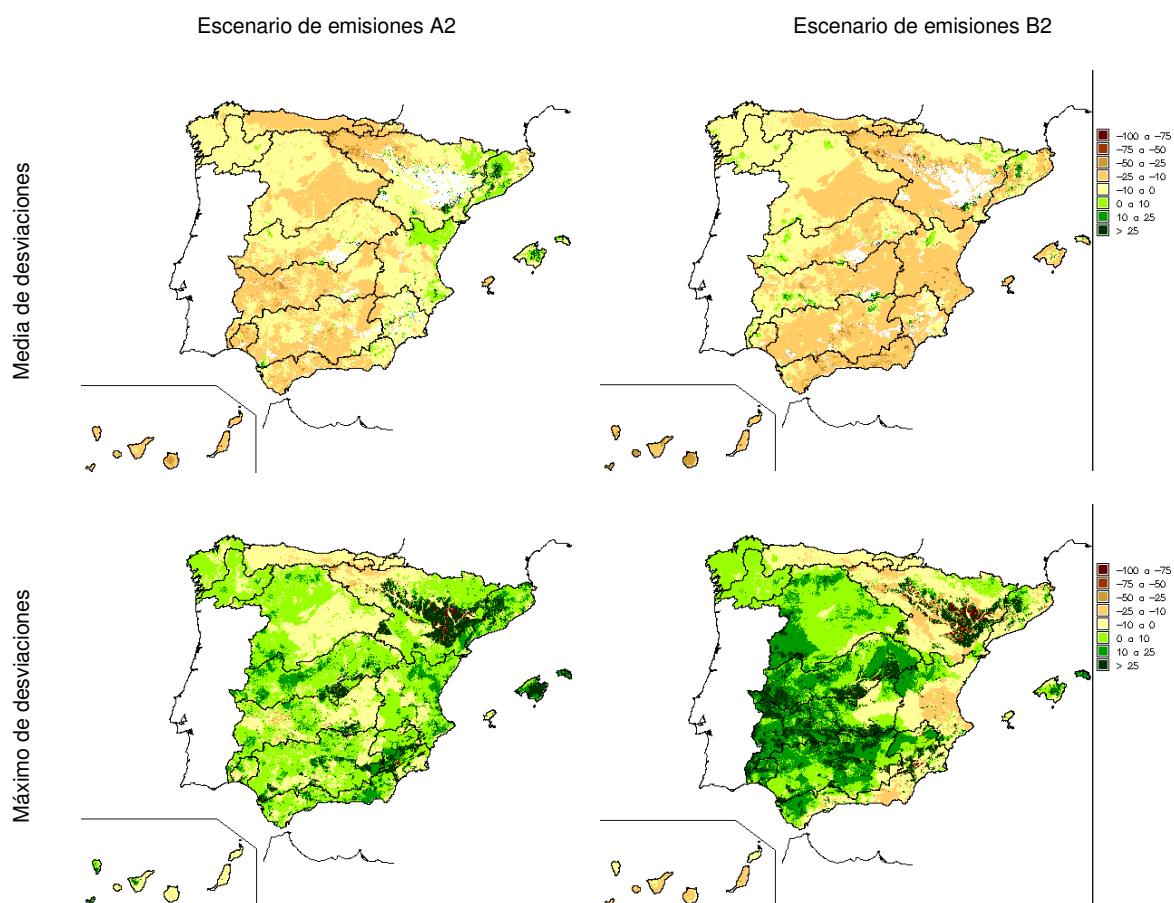 Escenario de emisiones A2
Escenario de emisiones B2
Media de desviaciones
-100 a -75
-75 a -50
-50 a -25
-25 a -10
-10 a 0
0 a 10
10 a 25
> 25
Máximo de desviaciones
-100 a -75
-75 a -50
-50 a -25
-25 a -10
-10 a 0
0 a 10
10 a 25
> 25